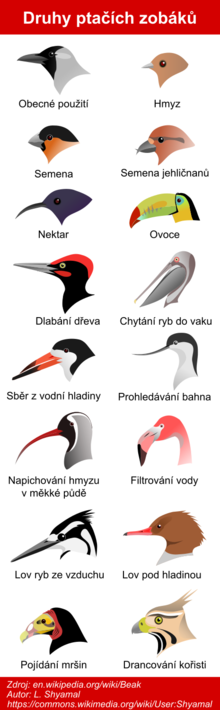 Druhy ptačích zobáků
Obecné použití
Hmyz
Semena
Semena jehličnanů
Nektar
Ovoce
Dlabání dřeva
Chytání ryb do vaku
Sběr z vodní hladiny
Prohledávání bahna
Napichování hmyzu
v měkké půdě
Filtrování vody
Lov ryb ze vzduchu
Lov pod hladinou
Pojídání mršin
Drancování kořisti
Zdroj: en.wikipedia.org/wiki/Beak
Autor: L. Shyamal
https://commons.wikimedia.org/wiki/User:Shyamal